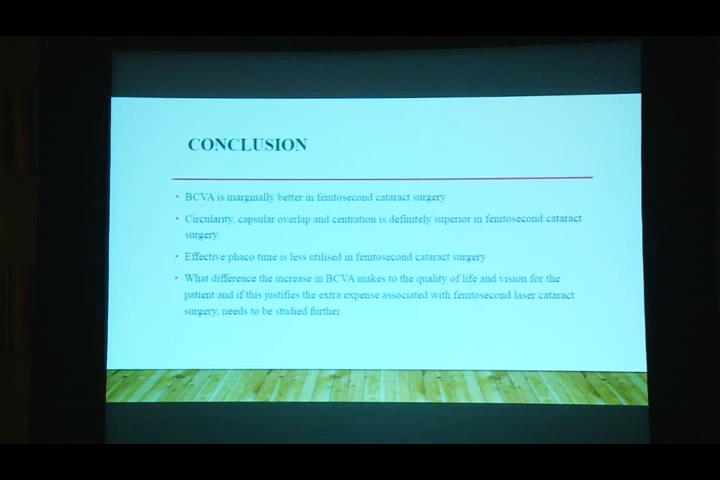 CONCLUSION
• BCVA is marginally better in femtosecond cataract surgery
• Circularity, capsular overlap and centration is definitely superior in femtosecond cataract
surgery
• Effective phaco time is less utilised in femtosecond cataract surgery
• What difference the increase in BCVA makes to the quality of life and vision for the
patient and if this justifies the extra expense associated with femtosecond laser cataract
surgery, needs to be studied further